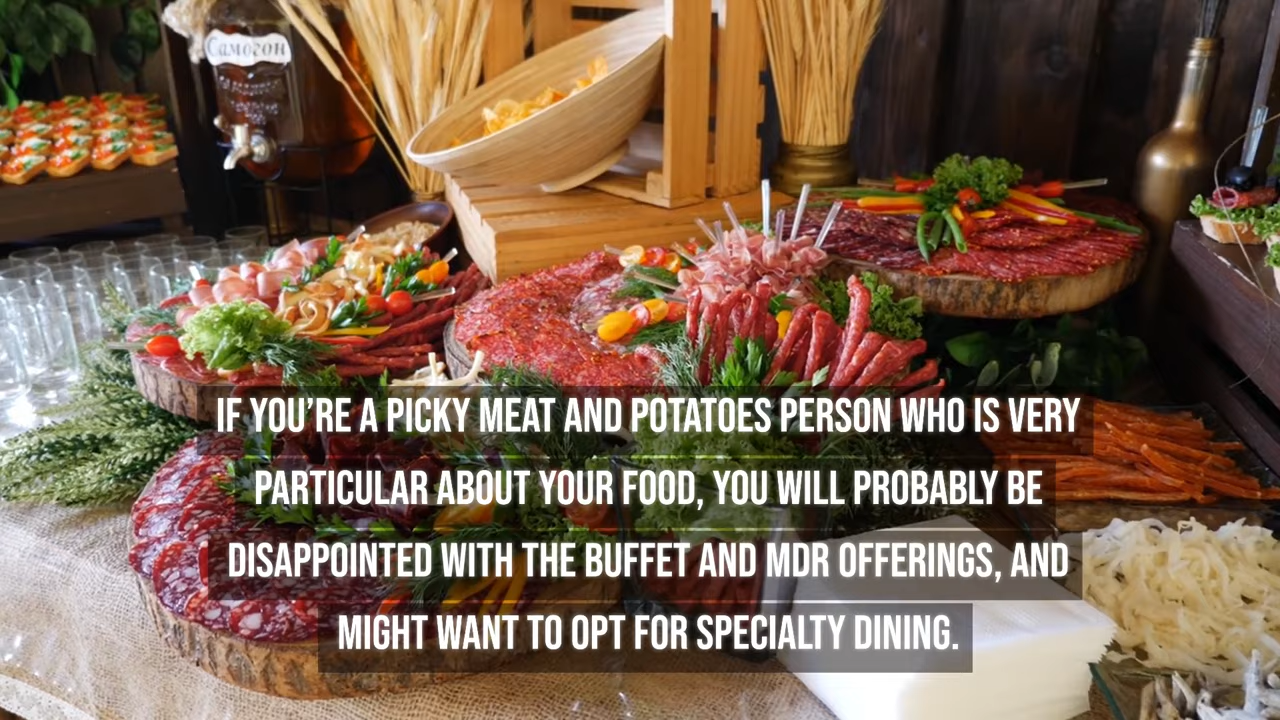 Самогон
IF YOU’RE A PICKY MEAT AND POTATOES PERSON WHO IS VERY
PARTICULAR ABOUT YOUR FOOD, YOU WILL PROBABLY BE
DISAPPOINTED WITH THE BUFFET AND MDR OFFERINGS, AND
MIGHT WANT TO OPT FOR SPECIALTY DINING.